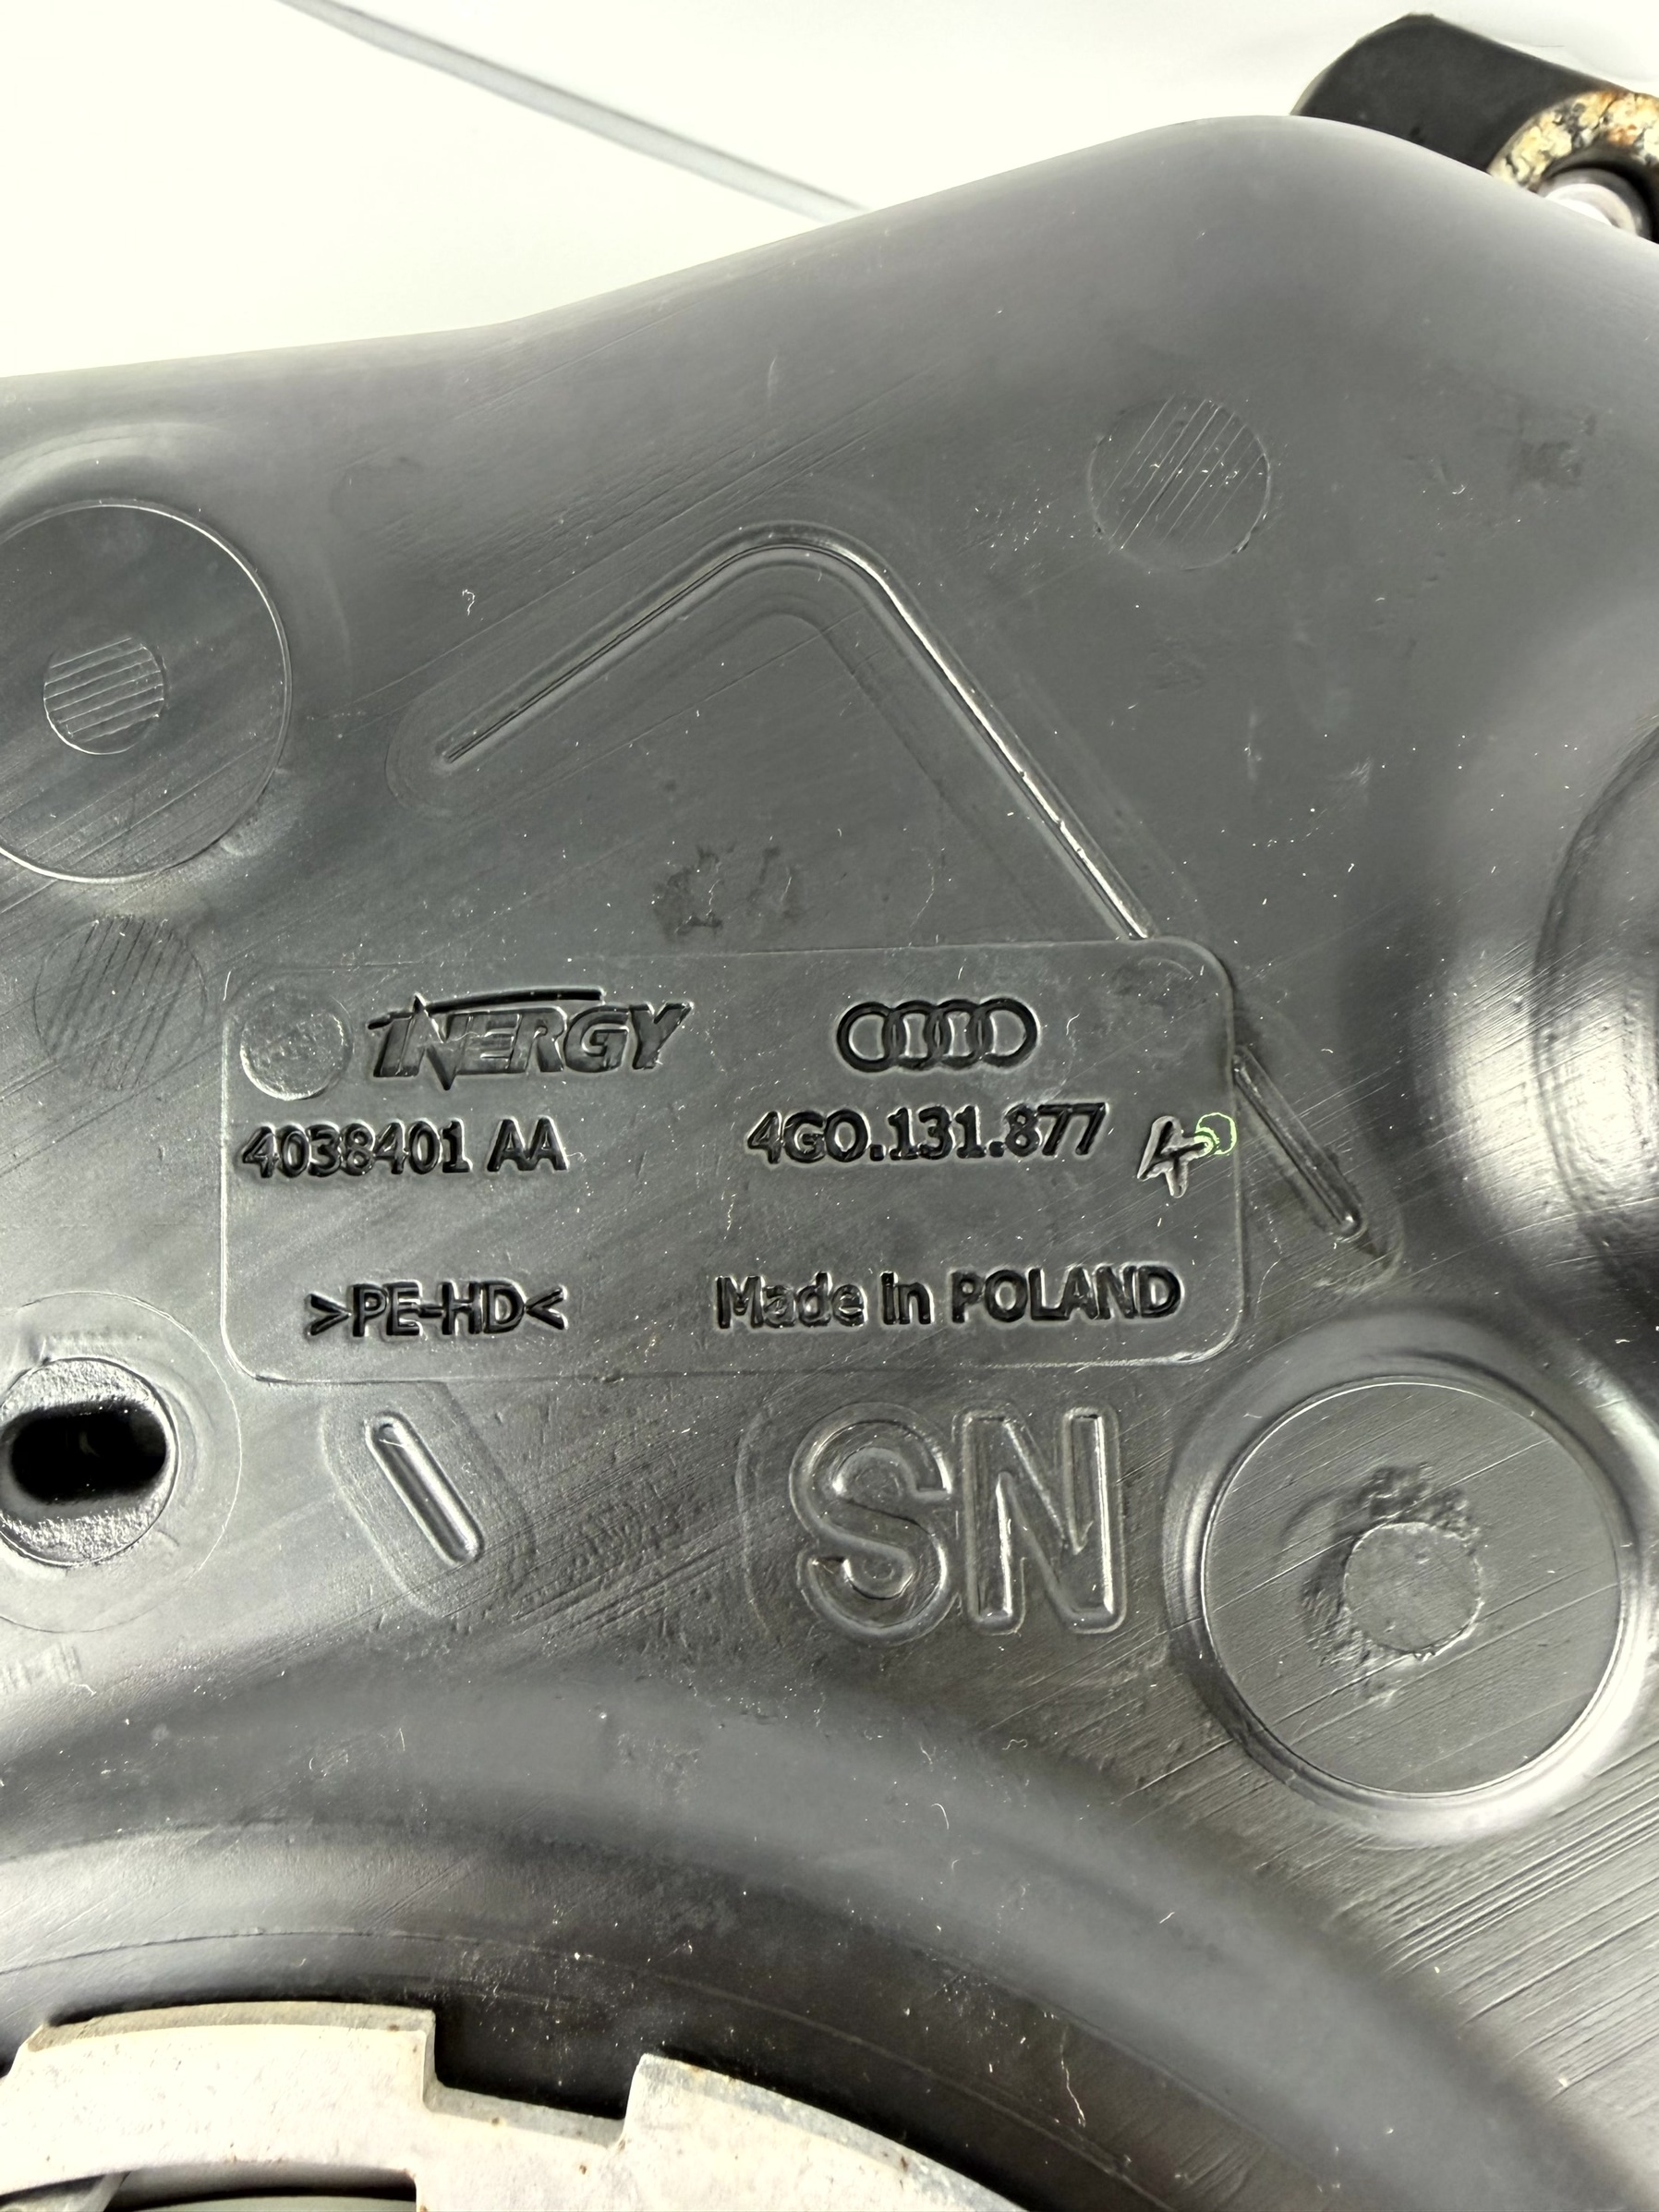 INERGY
4038401 AA
4G0.131.877 A
>PE-HD<
Made in POLAND
SN